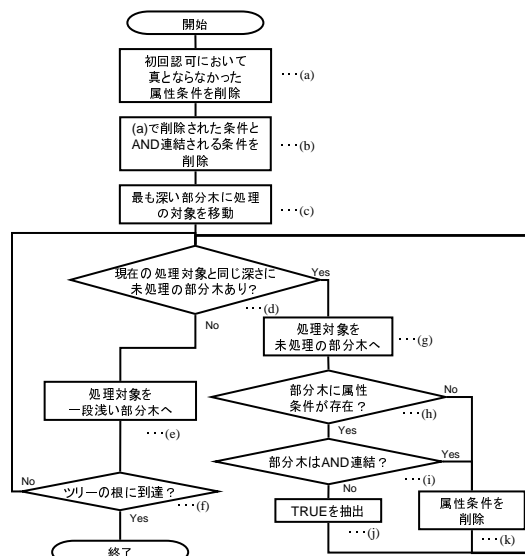 開始
初回認可において
真とならなかった
属性条件を削除
･･･(a)
(a)で削除された条件と
AND連結される条件を
削除
･･･(b)
最も深い部分木に処理
の対象を移動
･･･(c)
現在の処理対象と同じ深さに
未処理の部分木あり?
･･･(d)
Yes
No
処理対象を
未処理の部分木へ
･･･(g)
処理対象を
一段浅い部分木へ
･･･(e)
部分木に属性
条件が存在?
･･･(h)
No
Yes
部分木はAND連結?
･･･(i)
Yes
No
ツリーの根に到達?
･･･(f)
No
Yes
TRUEを抽出
･･･(j)
属性条件を
削除
･･･(k)
終了